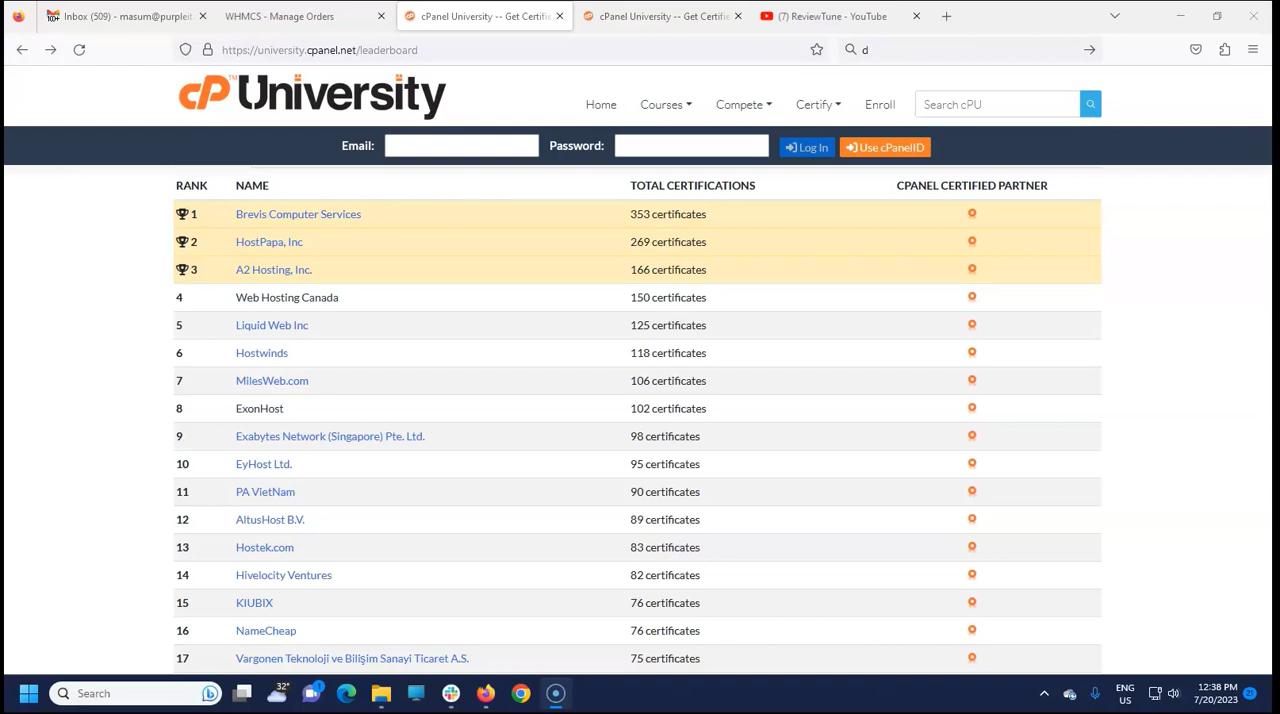 Inbox (509) - masum@purpleit
WHMCS - Manage Orders
cPanel University -- Get Certifie
cPanel University -- Get Certifie
(7) ReviewTune - YouTube
https://university.cpanel.net/leaderboard
d
cP University
TM
Home
Courses
Compete
Certify
Enroll
Search cPU
Email:
Password:
Log In
Use cPanelID
RANK NAME TOTAL CERTIFICATIONS CPANEL CERTIFIED PARTNER
1 Brevis Computer Services 353 certificates
2 HostPapa, Inc 269 certificates
3 A2 Hosting, Inc. 166 certificates
4 Web Hosting Canada 150 certificates
5 Liquid Web Inc 125 certificates
6 Hostwinds 118 certificates
7 MilesWeb.com 106 certificates
8 ExonHost 102 certificates
9 Exabytes Network (Singapore) Pte. Ltd. 98 certificates
10 EyHost Ltd. 95 certificates
11 PA VietNam 90 certificates
12 AltusHost B.V. 89 certificates
13 Hostek.com 83 certificates
14 Hivelocity Ventures 82 certificates
15 KIUBIX 76 certificates
16 NameCheap 76 certificates
17 Vargonen Teknoloji ve Bilişim Sanayi Ticaret A.S. 75 certificates
Search
32°
1
ENG
US
12:38 PM
7/20/2023